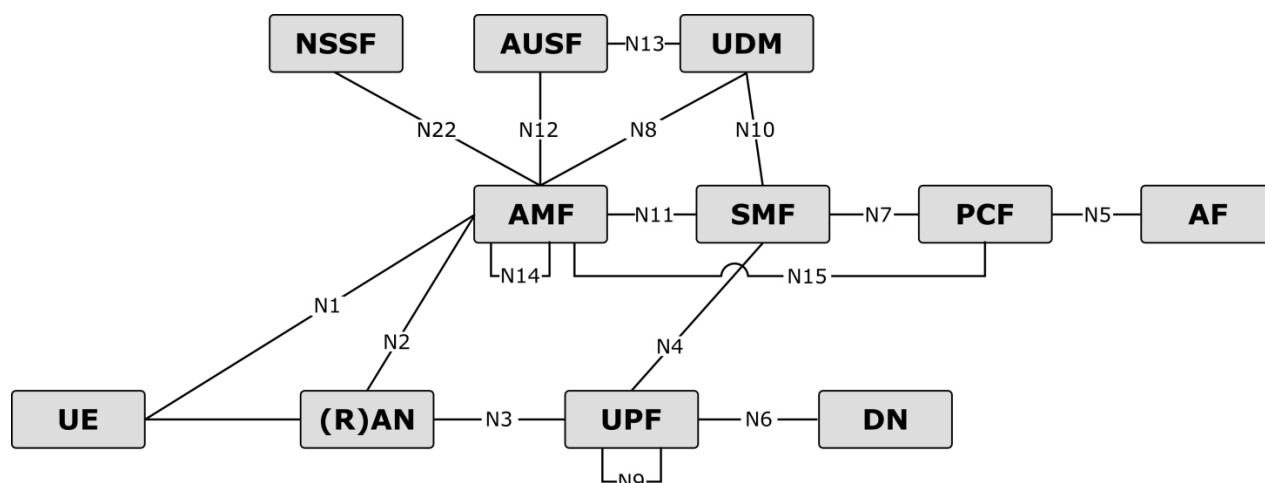 NSSF
AUSF
N13
UDM
N22
N12
N8
N10
AMF
N11
SMF
N7
PCF
N5
AF
N14
N15
N1
N2
N4
UE
(R)AN
N3
UPF
N6
DN
N9